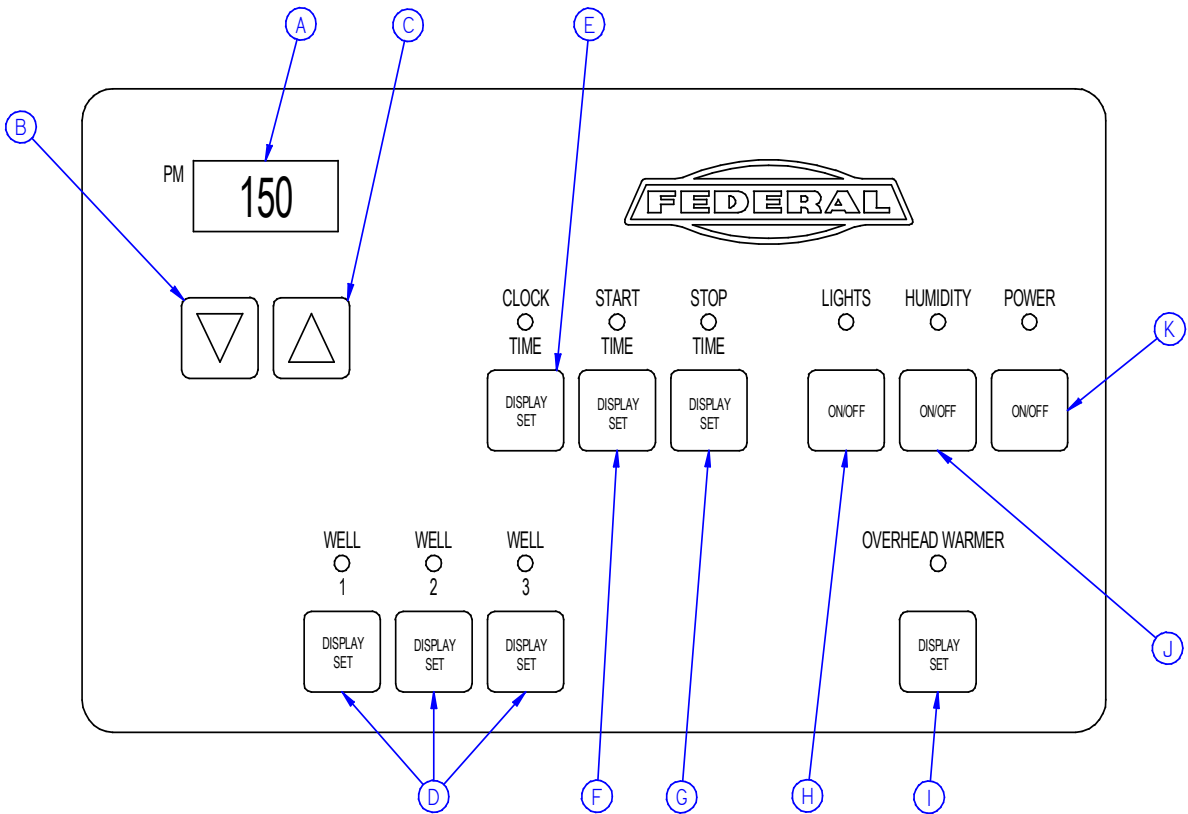 A
C
E
B
PM
150
FEDERAL
CLOCK
TIME
START
TIME
STOP
TIME
LIGHTS
HUMIDITY
POWER
K
DISPLAY
SET
DISPLAY
SET
DISPLAY
SET
ON/OFF
ON/OFF
ON/OFF
WELL
1
WELL
2
WELL
3
OVERHEAD WARMER
DISPLAY
SET
DISPLAY
SET
DISPLAY
SET
DISPLAY
SET
J
D
F
G
H
I